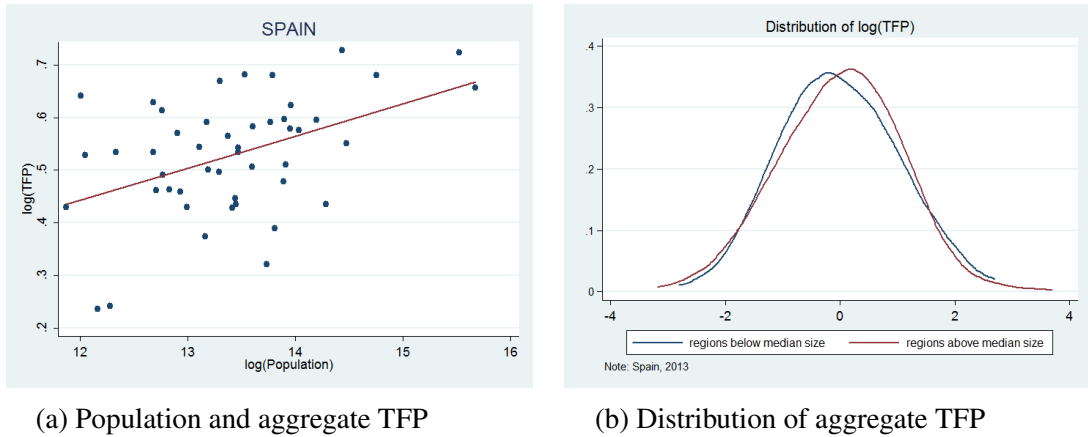 SPAIN
.7
.6
.5
.4
.3
.2
log(TFP)
12 13 14 15 16
log(Population)
(a) Population and aggregate TFP
Distribution of log(TFP)
.4
.3
.2
.1
0
-4 -2 0 2 4
regions below median size regions above median size
Note: Spain, 2013
(b) Distribution of aggregate TFP